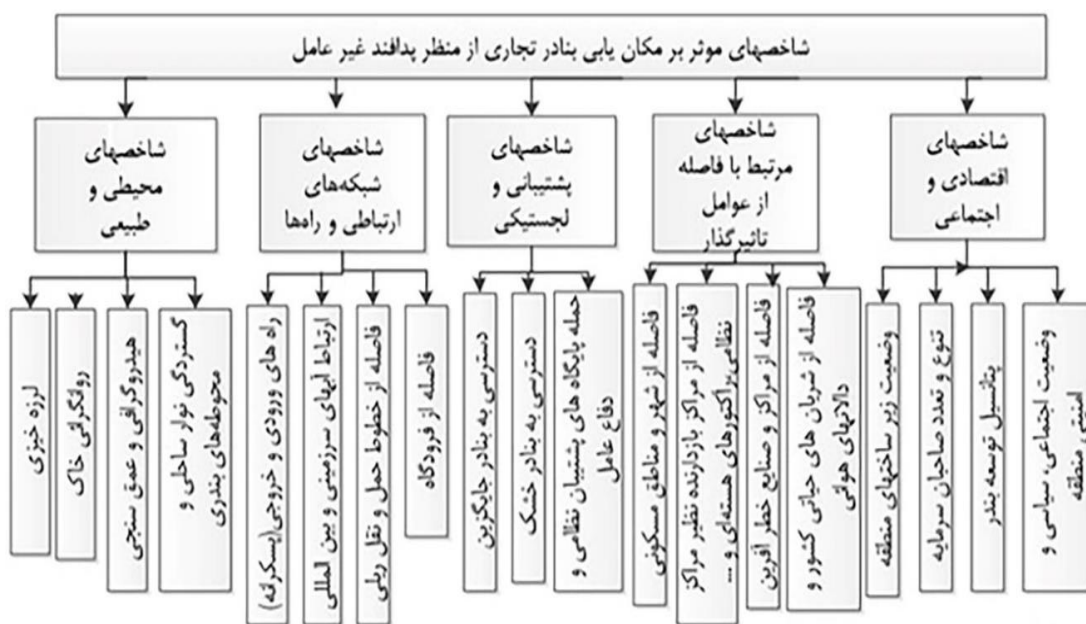 شاخصهای موثر بر مکان یابی بنادر تجاری از منظر پدافند غیر عامل
شاخصهای
اقتصادی و
اجتماعی
شاخصهای
مرتبط با فاصله
از عوامل
تاثیرگذار
شاخصهای
پشتیبانی و
لجستیکی
شاخصهای
شبکه‌های
ارتباطی و راه‌ها
شاخصهای
محیطی و
طبیعی
وضعیت اجتماعی، سیاسی و
امنیتی منطقه
پتانسیل توسعه بندر
تنوع و تعدد صاحبان سرمایه
وضعیت زیر ساختهای منطقه
فاصله از شریان های حیاتی کشور و
دالانهای هوائی
فاصله از مراکز و صنایع خطر آفرین
فاصله از مراکز بازدارنده نظیر مراکز
نظامی،راکتورهای هسته‌ای و ...
فاصله از شهر و مناطق مسکونی
حمله پایگاه های پشتیبان نظامی و
دفاع عامل
دسترسی به بنادر خشک
دسترسی به بنادر جایگزین
فاصله از فرودگاه
فاصله از خطوط حمل و نقل ریلی
ارتباط آبهای سرزمینی و بین المللی
راه های ورودی و خروجی(پسکرانه)
گستردگی نوار ساحلی و
محوطه‌های بندری
هیدروگرافی و عمق سنجی
روانگرائی خاک
لرزه خیزی